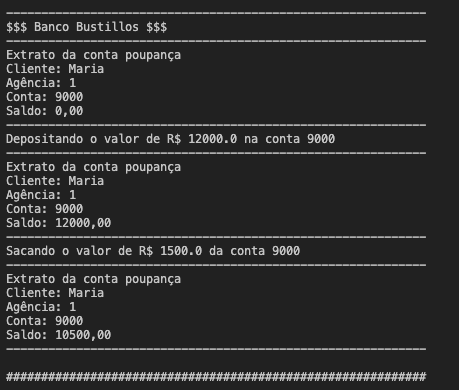 ------------------------------------------------------------
$$$ Banco Bustillos $$$
------------------------------------------------------------
Extrato da conta poupança
Cliente: Maria
Agência: 1
Conta: 9000
Saldo: 0,00
------------------------------------------------------------
Depositando o valor de R$ 12000.0 na conta 9000
------------------------------------------------------------
Extrato da conta poupança
Cliente: Maria
Agência: 1
Conta: 9000
Saldo: 12000,00
------------------------------------------------------------
Sacando o valor de R$ 1500.0 da conta 9000
------------------------------------------------------------
Extrato da conta poupança
Cliente: Maria
Agência: 1
Conta: 9000
Saldo: 10500,00
------------------------------------------------------------
############################################################